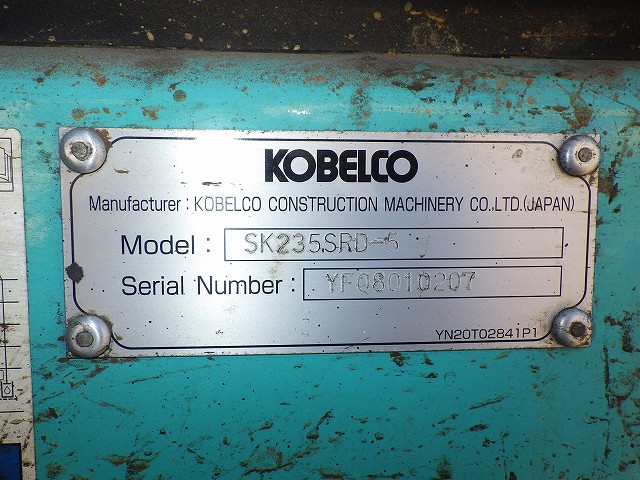 KOBELCO
Manufacturer : KOBELCO CONSTRUCTION MACHINERY CO.,LTD.(JAPAN)
Model : SK235SRD-5
Serial Number : YF08010207
YN20T02841P1